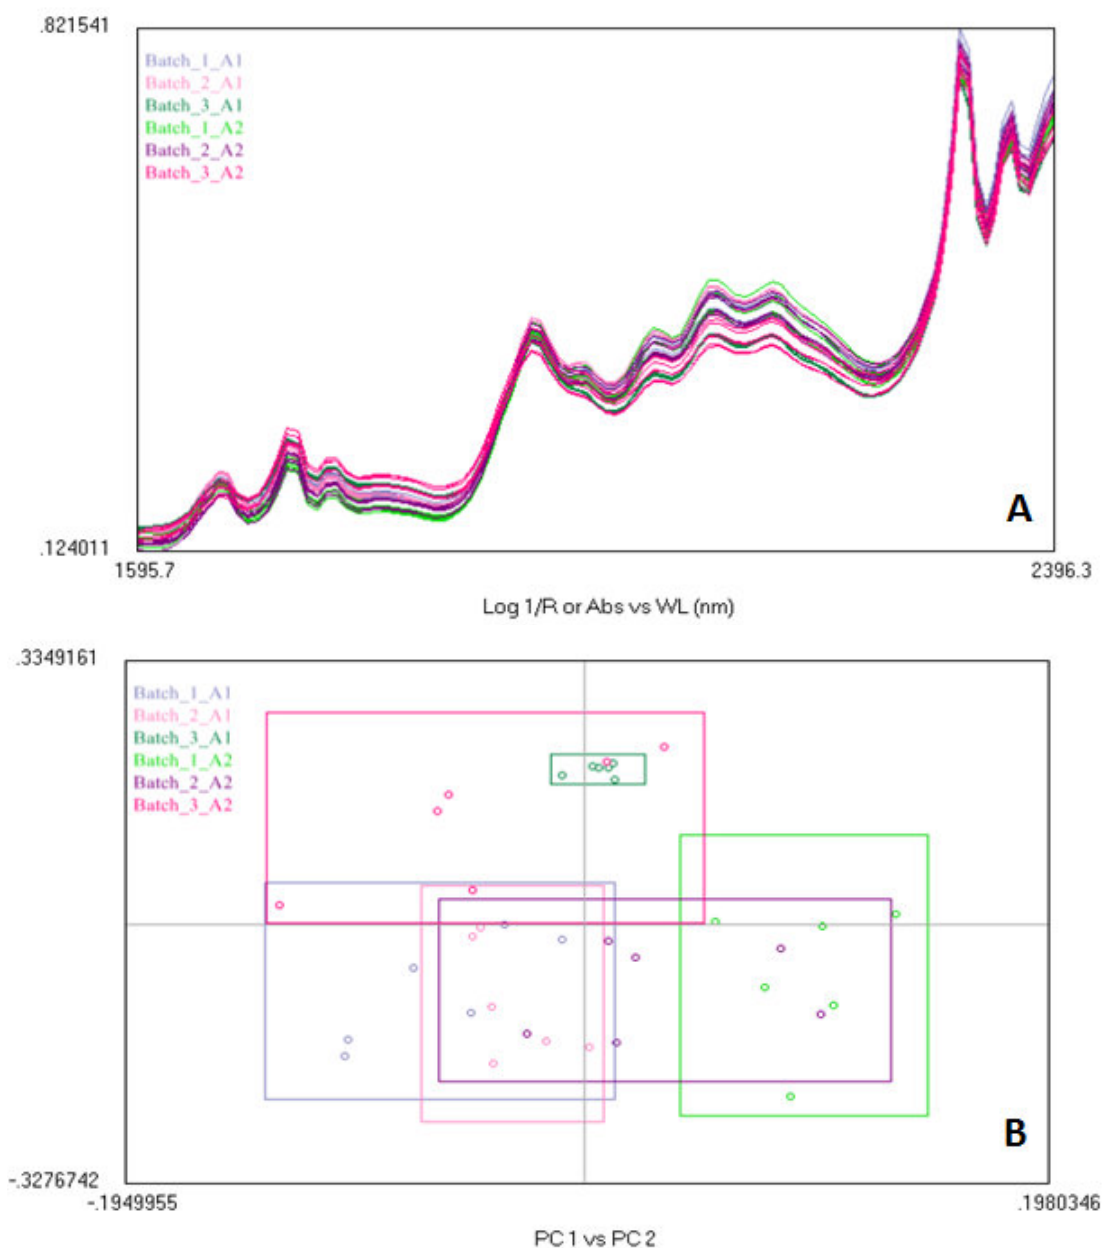 .821541
Batch_1_A1
Batch_2_A1
Batch_3_A1
Batch_1_A2
Batch_2_A2
Batch_3_A2
A
.124011
1595.7 2396.3
Log 1/R or Abs vs WL (nm)
.3349161
Batch_1_A1
Batch_2_A1
Batch_3_A1
Batch_1_A2
Batch_2_A2
Batch_3_A2
B
-.3276742
-.1949955 .1980346
PC 1 vs PC 2